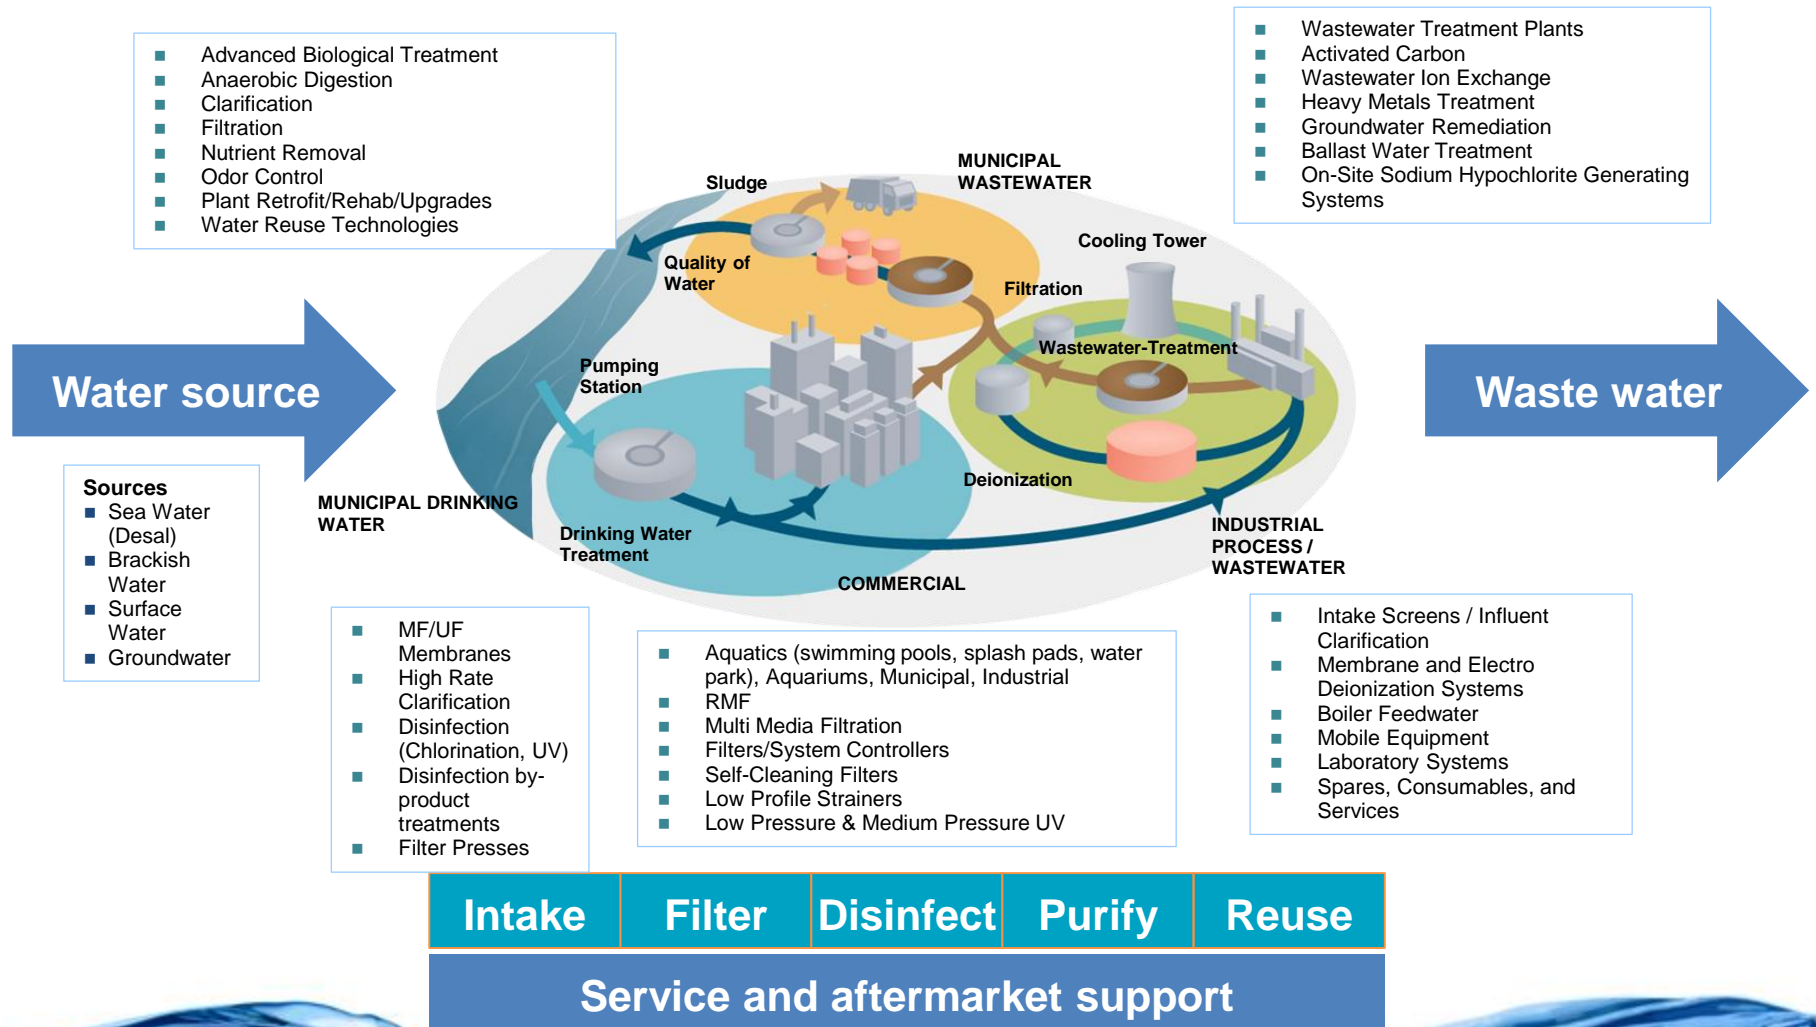 Advanced Biological Treatment
Anaerobic Digestion
Clarification
Filtration
Nutrient Removal
Odor Control
Plant Retrofit/Rehab/Upgrades
Water Reuse Technologies
Wastewater Treatment Plants
Activated Carbon
Wastewater Ion Exchange
Heavy Metals Treatment
Groundwater Remediation
Ballast Water Treatment
On-Site Sodium Hypochlorite Generating
Systems
MUNICIPAL
WASTEWATER
Sludge
Quality of
Water
Cooling Tower
Filtration
Wastewater-Treatment
Pumping
Station
Deionization
MUNICIPAL DRINKING
WATER
Drinking Water
Treatment
COMMERCIAL
INDUSTRIAL
PROCESS /
WASTEWATER
Water source
Waste water
Sources
Sea Water
(Desal)
Brackish
Water
Surface
Water
Groundwater
MF/UF
Membranes
High Rate
Clarification
Disinfection
(Chlorination, UV)
Disinfection by-
product
treatments
Filter Presses
Aquatics (swimming pools, splash pads, water
park), Aquariums, Municipal, Industrial
RMF
Multi Media Filtration
Filters/System Controllers
Self-Cleaning Filters
Low Profile Strainers
Low Pressure & Medium Pressure UV
Intake Screens / Influent
Clarification
Membrane and Electro
Deionization Systems
Boiler Feedwater
Mobile Equipment
Laboratory Systems
Spares, Consumables, and
Services
Intake Filter Disinfect Purify Reuse
Service and aftermarket support